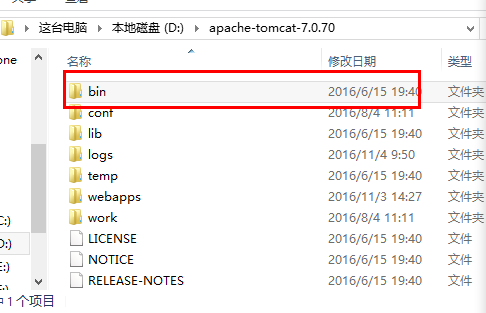 这台电脑 本地磁盘 (D:) apache-tomcat-7.0.70
名称 修改日期 类型
bin 2016/6/15 19:40 文件夹
conf 2016/8/4 11:11 文件夹
lib 2016/6/15 19:40 文件夹
logs 2016/11/4 9:50 文件夹
temp 2016/6/15 19:40 文件夹
webapps 2016/11/3 14:27 文件夹
work 2016/8/4 11:11 文件夹
LICENSE 2016/6/15 19:40 文件
NOTICE 2016/6/15 19:40 文件
RELEASE-NOTES 2016/6/15 19:40 文件
中 1 个项目